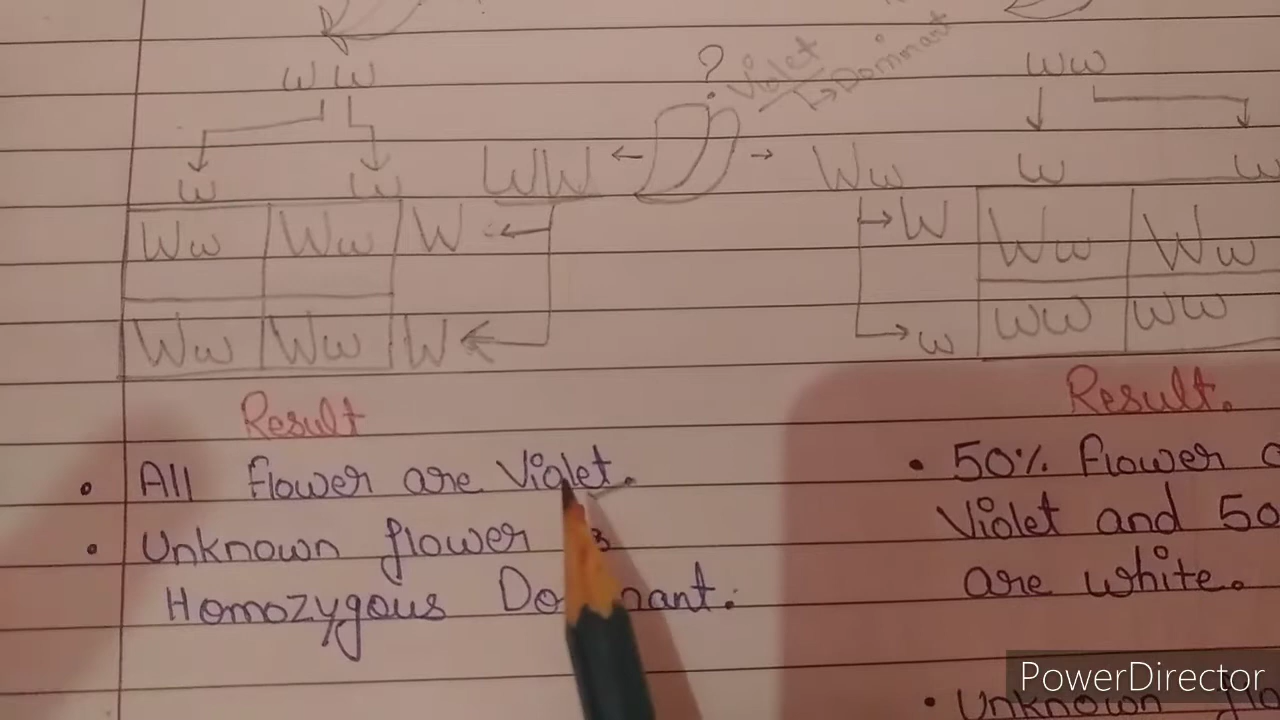 ?
Violet
Dominant
ww
ww
w
w
WW
Ww
w
w
Ww
Ww
W
W
Ww
Ww
Ww
Ww
W
w
ww
ww
Result
Result.
All flower are Violet.
50% flower
Unknown flower
Violet and 50
Homozygous
are white.
Unknown
PowerDirector